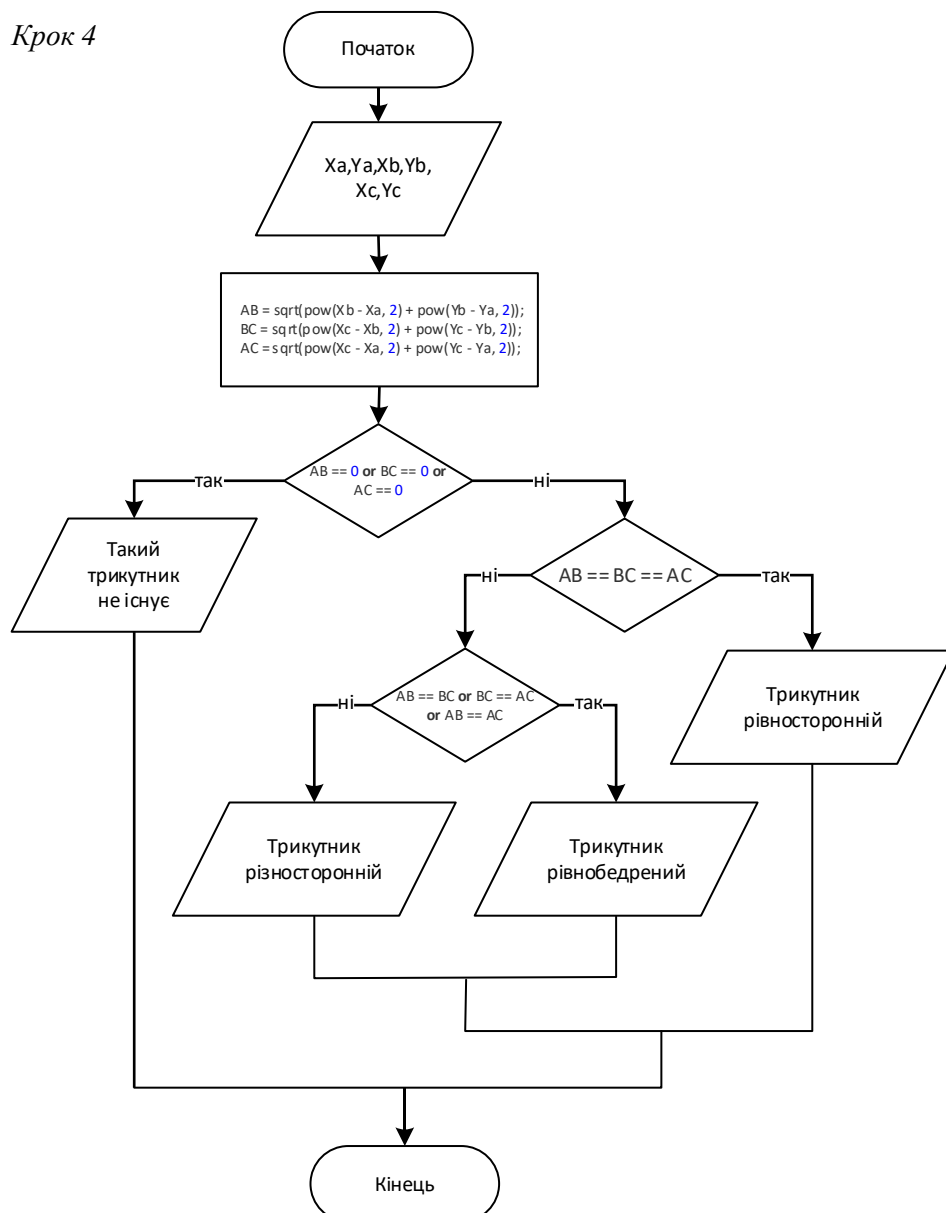 Крок 4
Початок
Xa,Ya,Xb,Yb,
Xc,Yc
AB = sqrt(pow(Xb - Xa, 2) + pow(Yb - Ya, 2));
BC = sqrt(pow(Xc - Xb, 2) + pow(Yc - Yb, 2));
AC = sqrt(pow(Xc - Xa, 2) + pow(Yc - Ya, 2));
AB == 0 or BC == 0 or
AC == 0
так
ні
Такий
трикутник
не існує
AB == BC == AC
ні
так
AB == BC or BC == AC
or AB == AC
ні
так
Трикутник
рівносторонній
Трикутник
різносторонній
Трикутник
рівнобедрений
Кінець